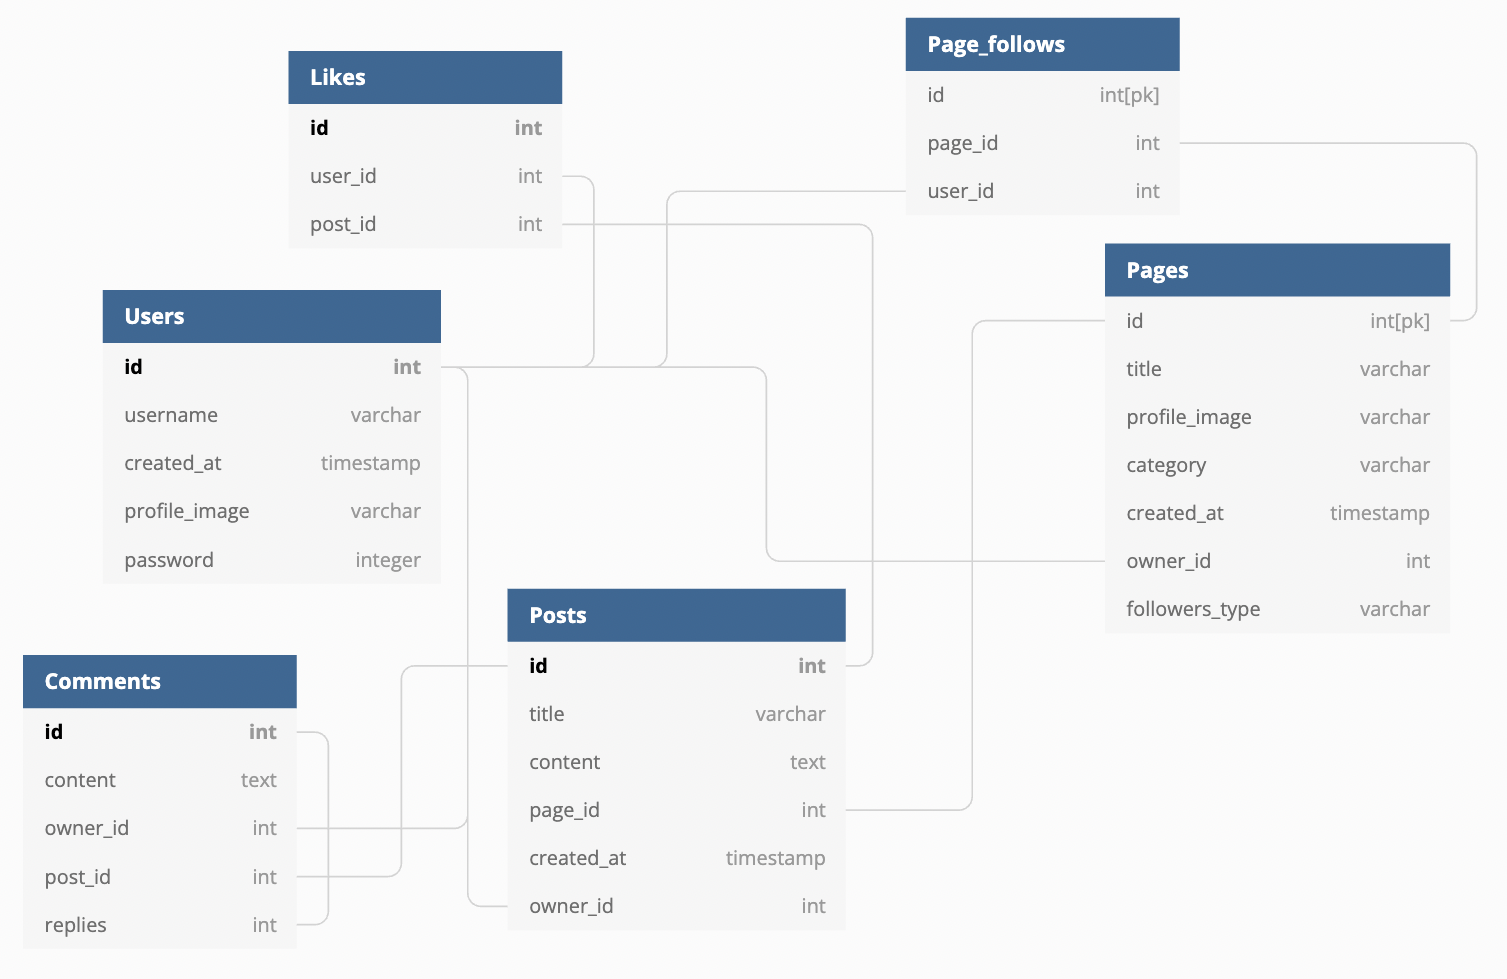 Likes
id int
user_id int
post_id int
Page_follows
id int[pk]
page_id int
user_id int
Users
id int
username varchar
created_at timestamp
profile_image varchar
password integer
Pages
id int[pk]
title varchar
profile_image varchar
category varchar
created_at timestamp
owner_id int
followers_type varchar
Posts
id int
title varchar
content text
page_id int
created_at timestamp
owner_id int
Comments
id int
content text
owner_id int
post_id int
replies int